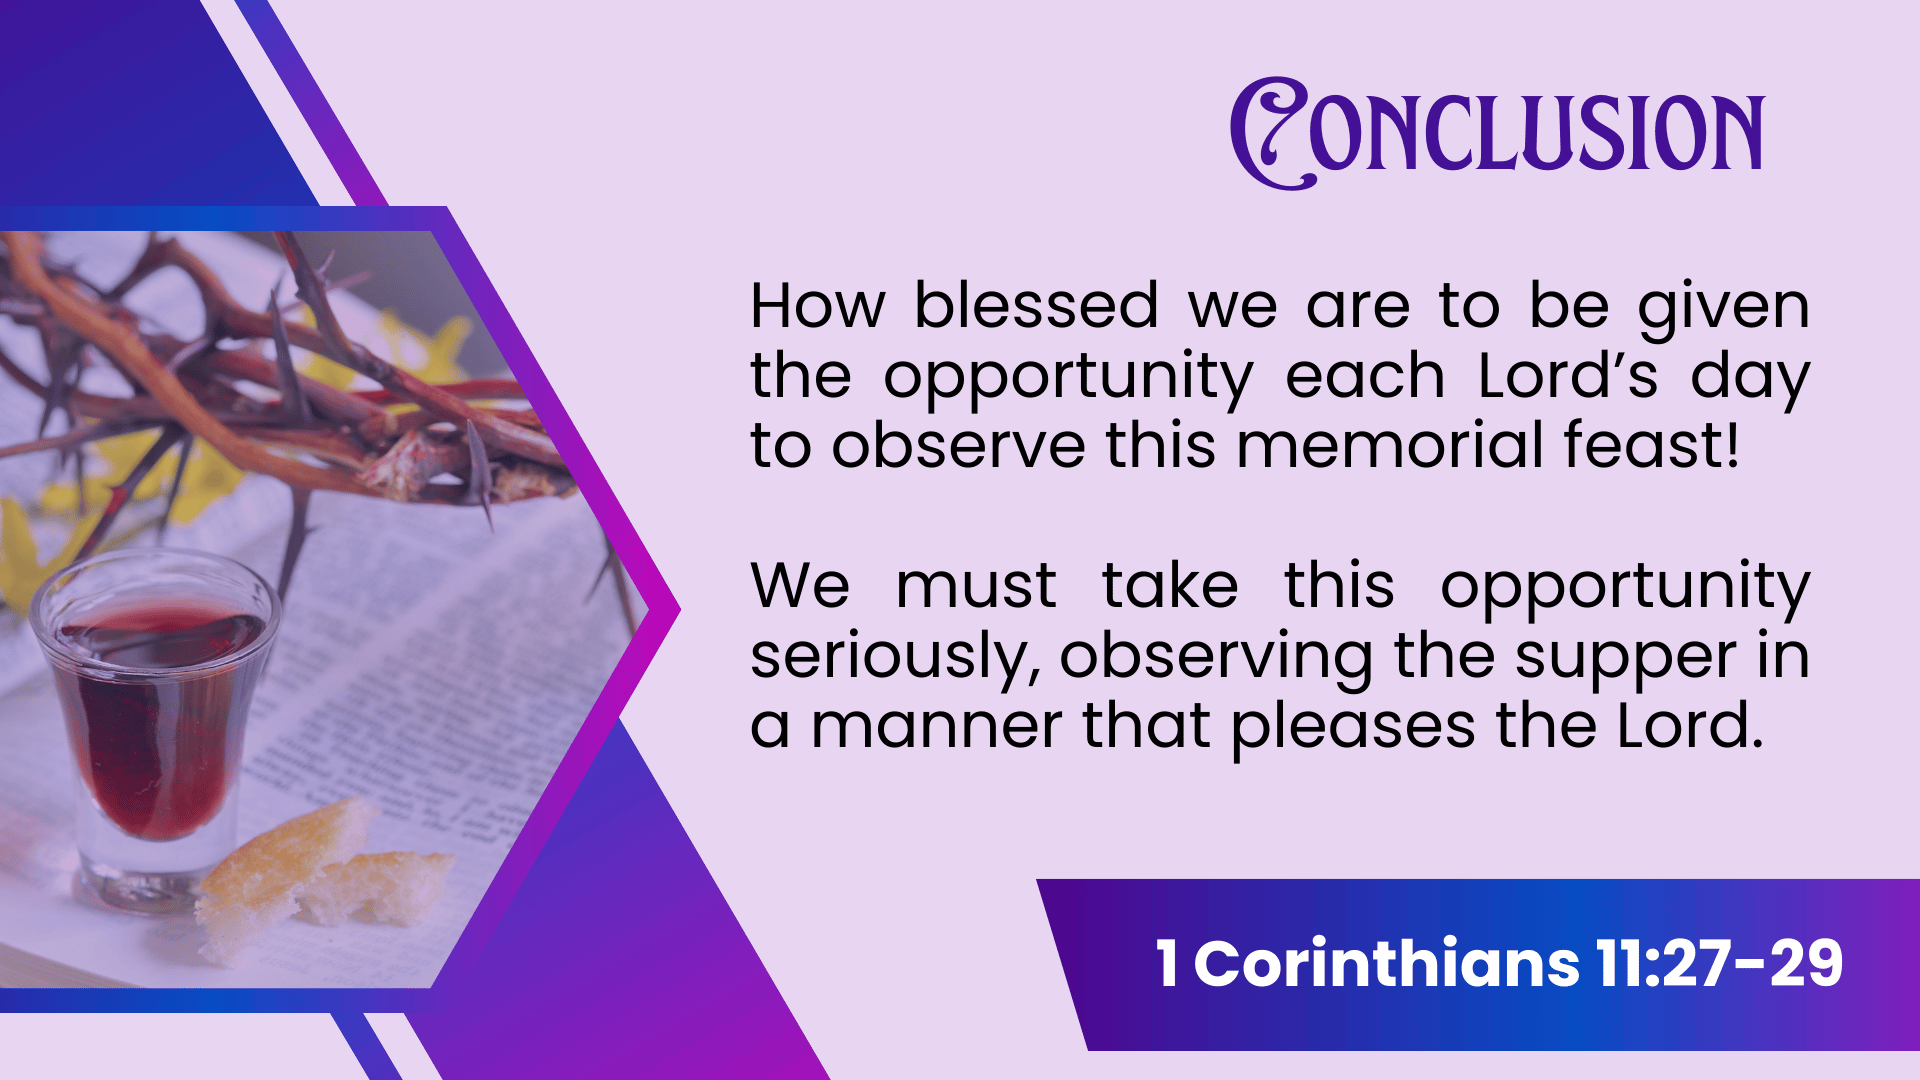 Conclusion
How blessed we are to be given
the opportunity each Lord’s day
to observe this memorial feast!
We must take this opportunity
seriously, observing the supper in
a manner that pleases the Lord.
1 Corinthians 11:27-29